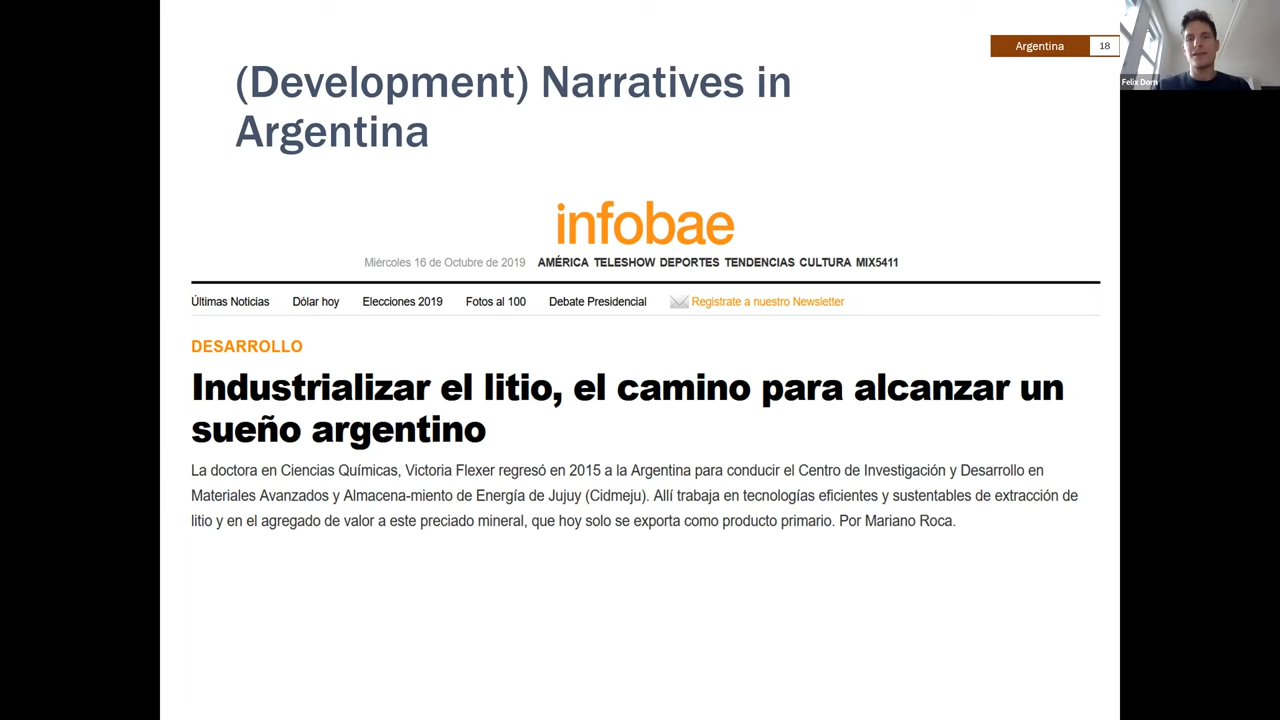 Argentina 18
Felix Dorn
(Development) Narratives in
Argentina
infobae
Miércoles 16 de Octubre de 2019 AMÉRICA TELESHOW DEPORTES TENDENCIAS CULTURA MIX5411
Últimas Noticias Dólar hoy Elecciones 2019 Fotos al 100 Debate Presidencial Registrate a nuestro Newsletter
DESARROLLO
Industrializar el litio, el camino para alcanzar un
sueño argentino
La doctora en Ciencias Químicas, Victoria Flexer regresó en 2015 a la Argentina para conducir el Centro de Investigación y Desarrollo en
Materiales Avanzados y Almacena-miento de Energía de Jujuy (Cidmeju). Allí trabaja en tecnologías eficientes y sustentables de extracción de
litio y en el agregado de valor a este preciado mineral, que hoy solo se exporta como producto primario. Por Mariano Roca.